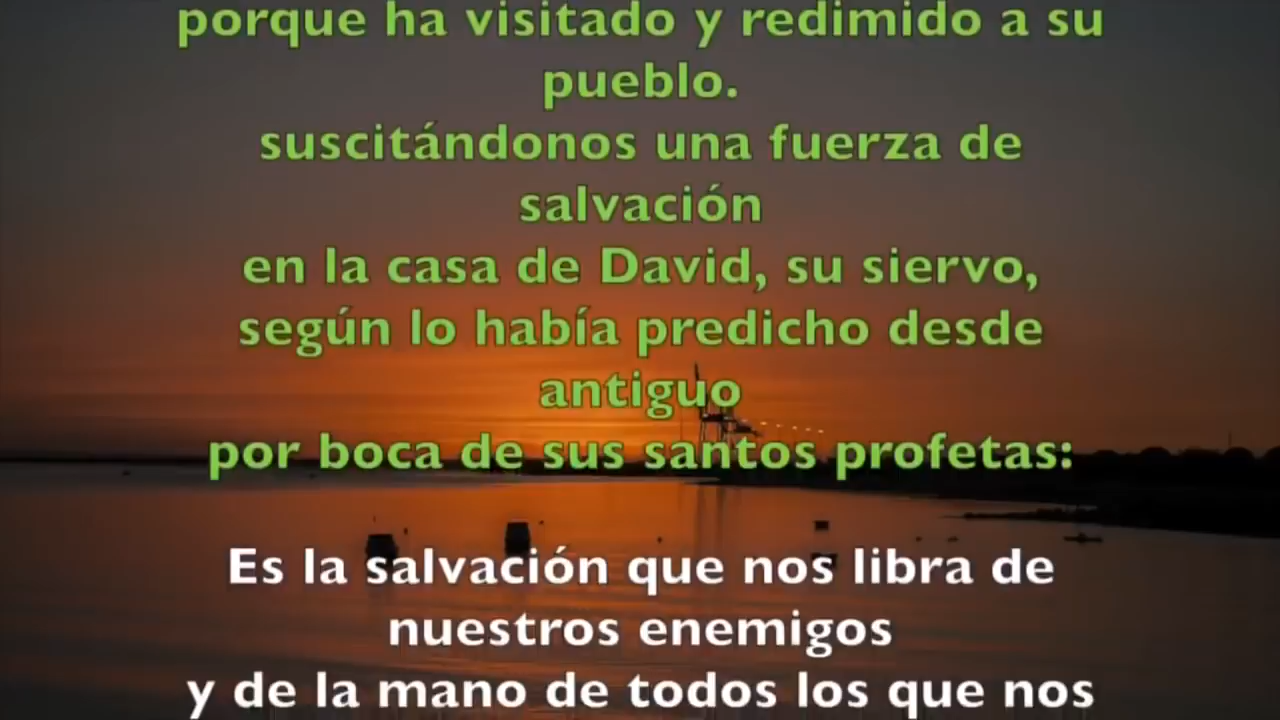 porque ha visitado y redimido a su
pueblo.
suscitándonos una fuerza de
salvación
en la casa de David, su siervo,
según lo había predicho desde
antiguo
por boca de sus santos profetas:
Es la salvación que nos libra de
nuestros enemigos
y de la mano de todos los que nos